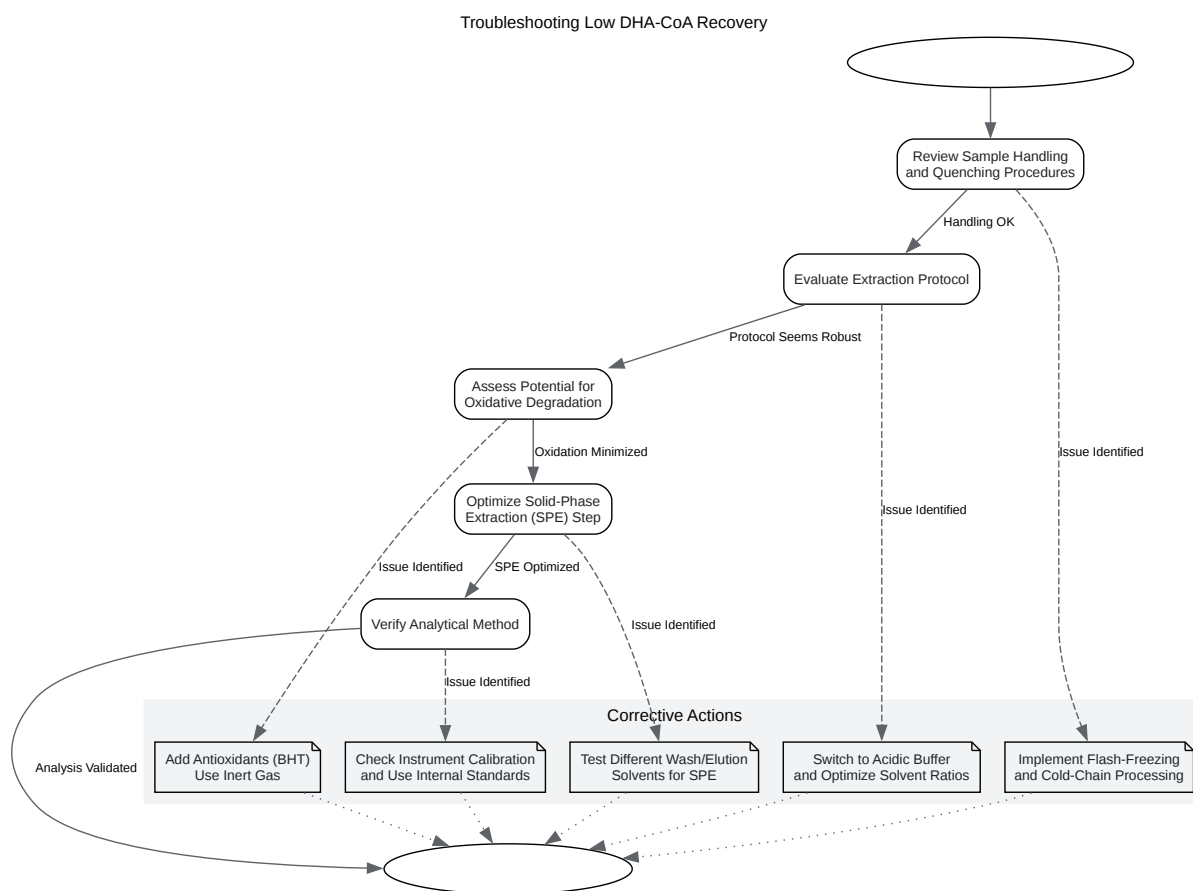 Troubleshooting Low DHA-CoA Recovery
Review Sample Handling
and Quenching Procedures
Handling OK
Evaluate Extraction Protocol
Protocol Seems Robust
Assess Potential for
Oxidative Degradation
Oxidation Minimized
Issue Identified
Optimize Solid-Phase
Extraction (SPE) Step
Issue Identified
Issue Identified
SPE Optimized
Verify Analytical Method
Issue Identified
Issue Identified
Corrective Actions
Analysis Validated
Add Antioxidants (BHT)
Use Inert Gas
Check Instrument Calibration
and Use Internal Standards
Test Different Wash/Elution
Solvents for SPE
Switch to Acidic Buffer
and Optimize Solvent Ratios
Implement Flash-Freezing
and Cold-Chain Processing